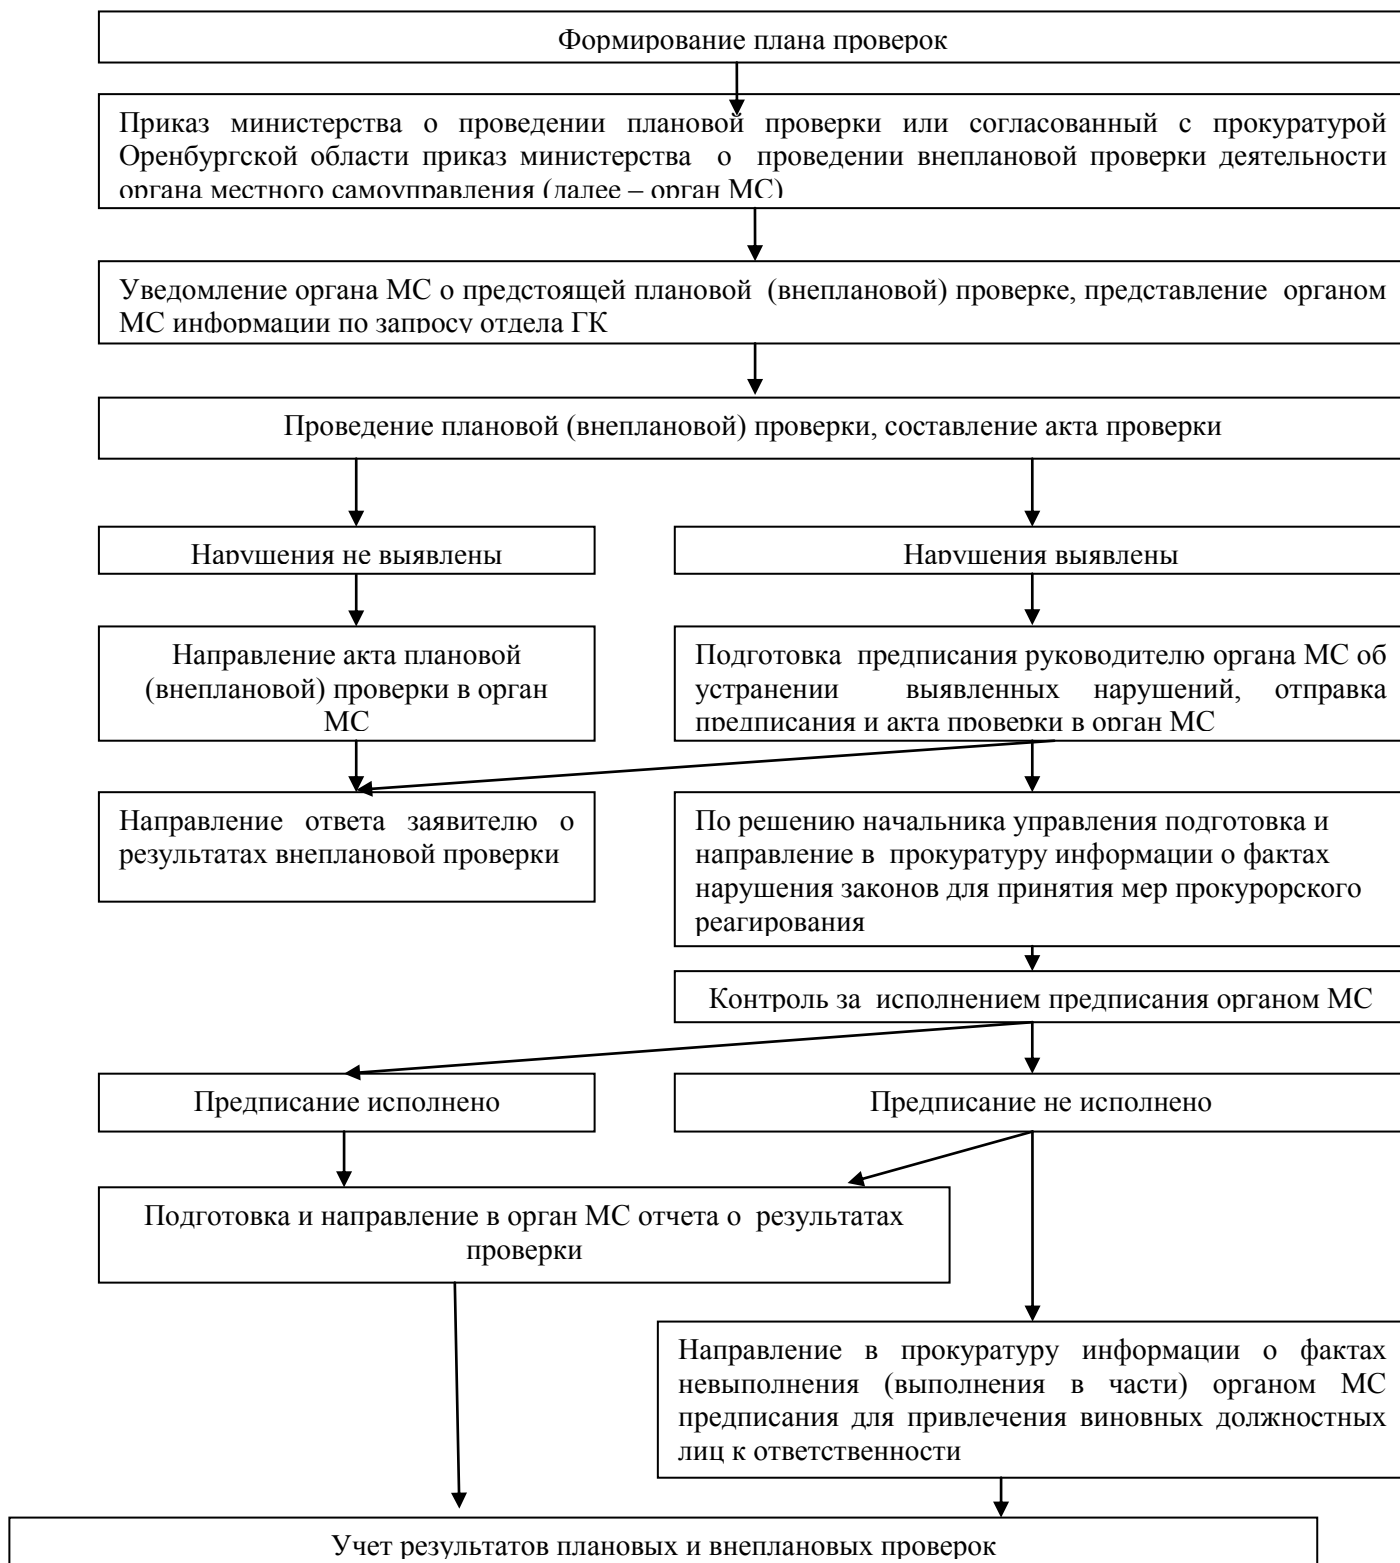 Формирование плана проверок
Приказ министерства о проведении плановой проверки или согласованный с прокуратурой
Оренбургской области приказ министерства о проведении внеплановой проверки деятельности
органа местного самоуправления (далее – орган МС)
Уведомление органа МС о предстоящей плановой (внеплановой) проверке, представление органом
МС информации по запросу отдела ГК
Проведение плановой (внеплановой) проверки, составление акта проверки
Нарушения не выявлены
Нарушения выявлены
Направление акта плановой
(внеплановой) проверки в орган
МС
Подготовка предписания руководителю органа МС об
устранении выявленных нарушений, отправка
предписания и акта проверки в орган МС
Направление ответа заявителю о
результатах внеплановой проверки
По решению начальника управления подготовка и
направление в прокуратуру информации о фактах
нарушения законов для принятия мер прокурорского
реагирования
Контроль за исполнением предписания органом МС
Предписание исполнено
Предписание не исполнено
Подготовка и направление в орган МС отчета о результатах
проверки
Направление в прокуратуру информации о фактах
невыполнения (выполнения в части) органом МС
предписания для привлечения виновных должностных
лиц к ответственности
Учет результатов плановых и внеплановых проверок